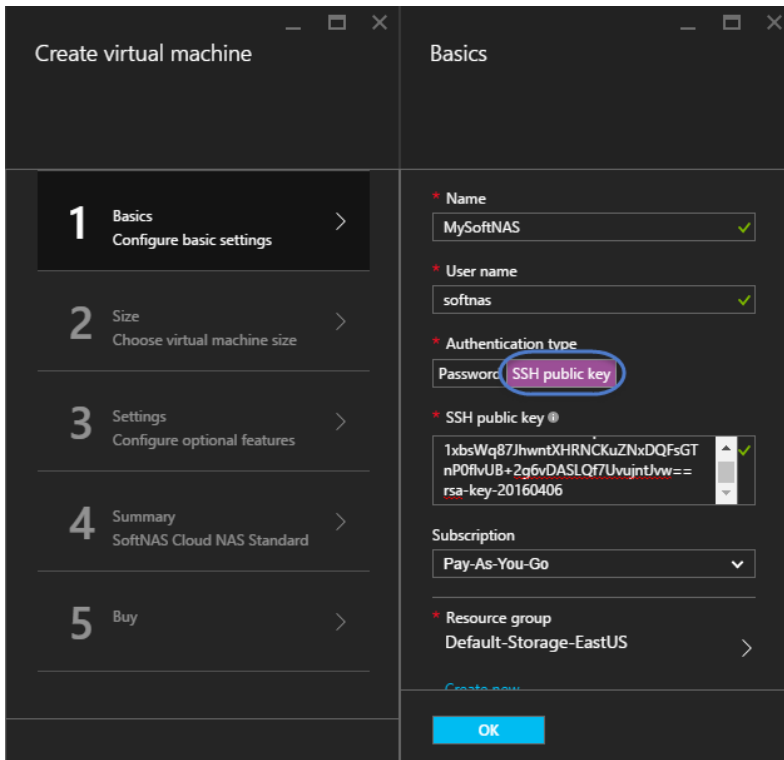 Create virtual machine
1
Basics
Configure basic settings
2
Size
Choose virtual machine size
3
Settings
Configure optional features
4
Summary
SoftNAS Cloud NAS Standard
5
Buy
Basics
* Name
MySoftNAS
* User name
softnas
* Authentication type
Password SSH public key
* SSH public key
1xbsWq87JhwntXHRNCKuZNxDQFsGT
nP0flvUB+2g6vDASLQf7UvujntJvw==
rsa-key-20160406
Subscription
Pay-As-You-Go
* Resource group
Default-Storage-EastUS
Create new
OK